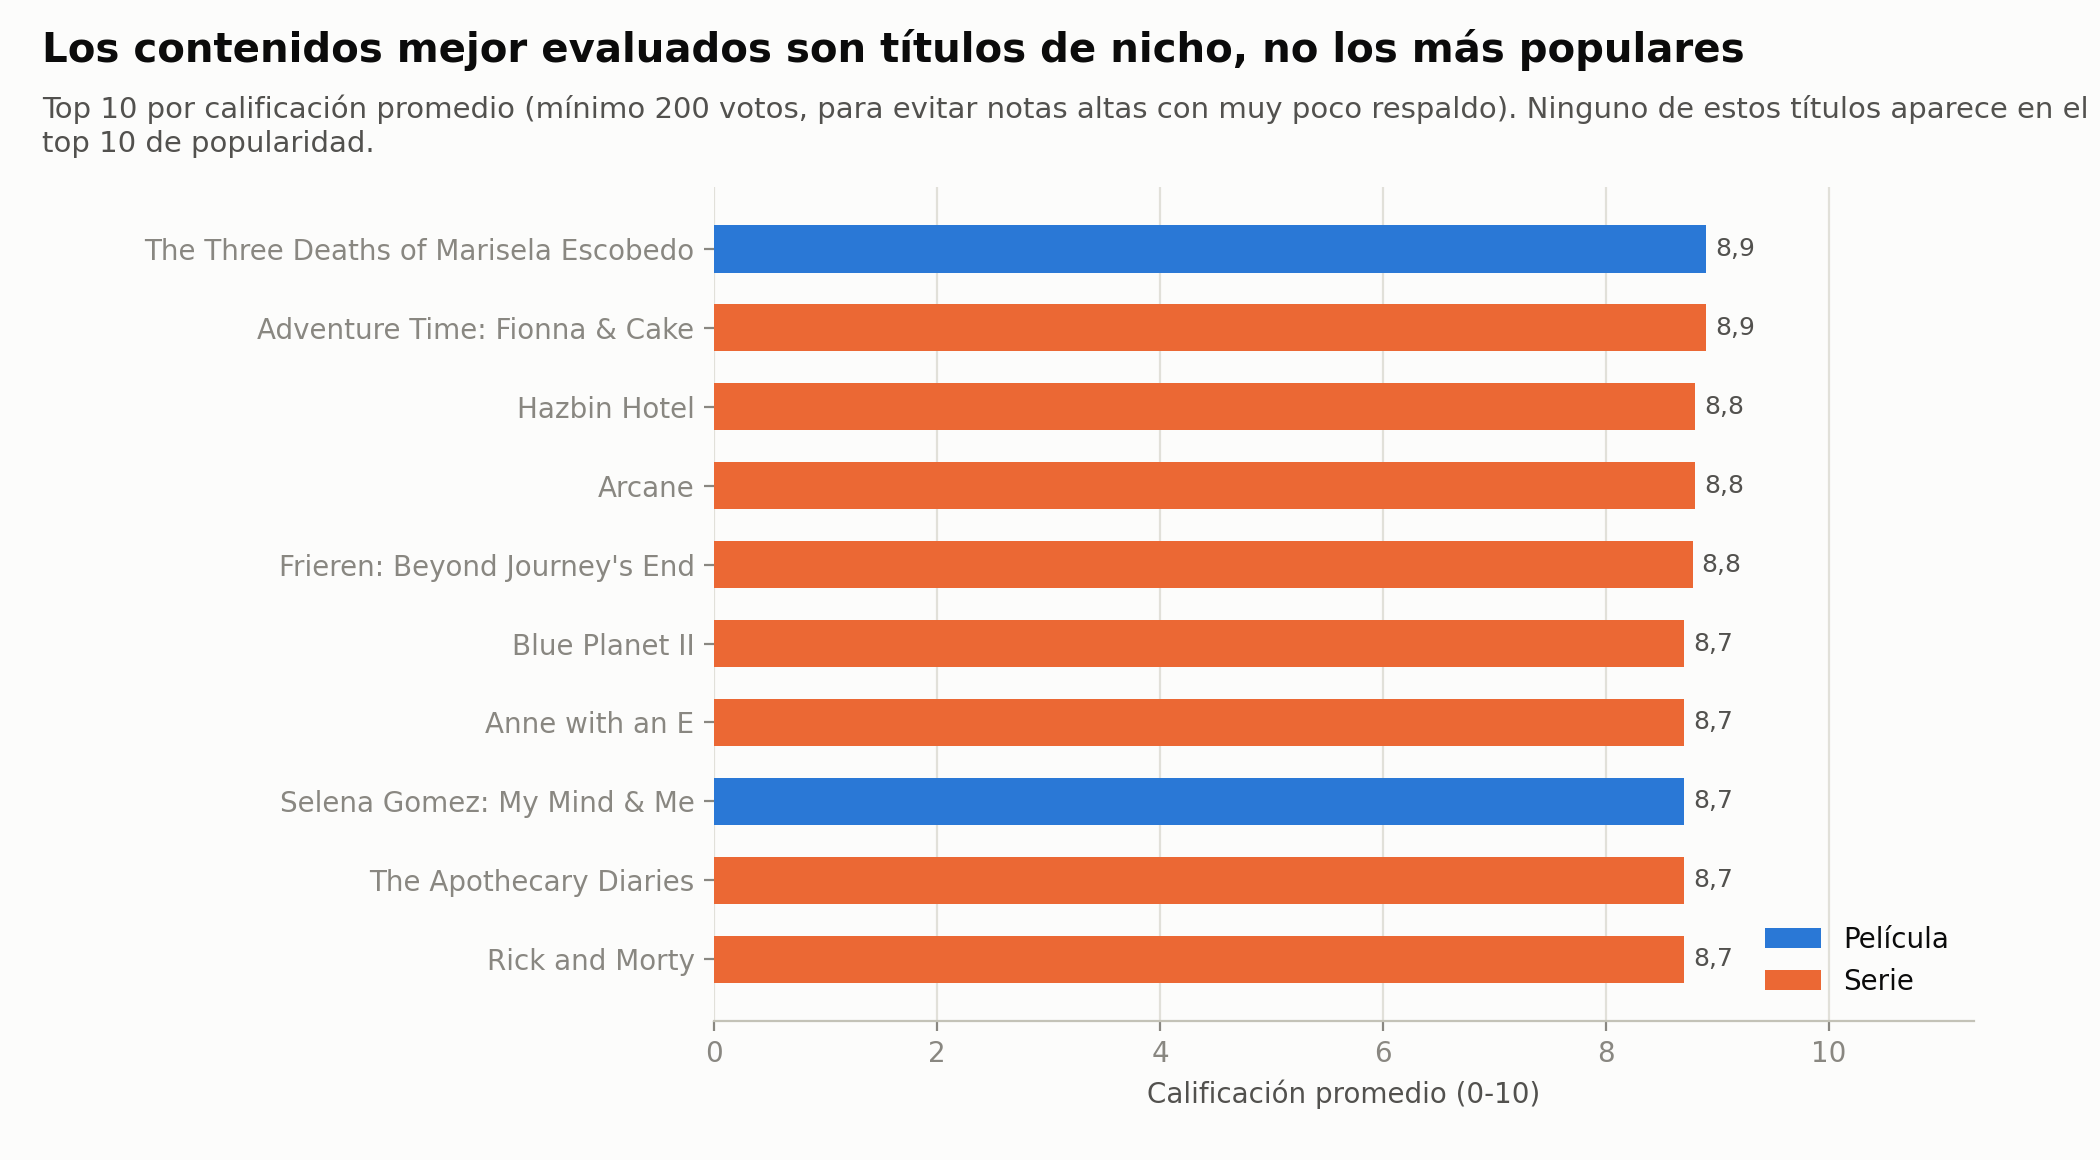 Los contenidos mejor evaluados son títulos de nicho, no los más populares
Top 10 por calificación promedio (mínimo 200 votos, para evitar notas altas con muy poco respaldo). Ninguno de estos títulos aparece en el
top 10 de popularidad.
The Three Deaths of Marisela Escobedo 8,9
Adventure Time: Fionna & Cake 8,9
Hazbin Hotel 8,8
Arcane 8,8
Frieren: Beyond Journey's End 8,8
Blue Planet II 8,7
Anne with an E 8,7
Selena Gomez: My Mind & Me 8,7
The Apothecary Diaries 8,7
Rick and Morty 8,7
Película
Serie
0 2 4 6 8 10
Calificación promedio (0-10)